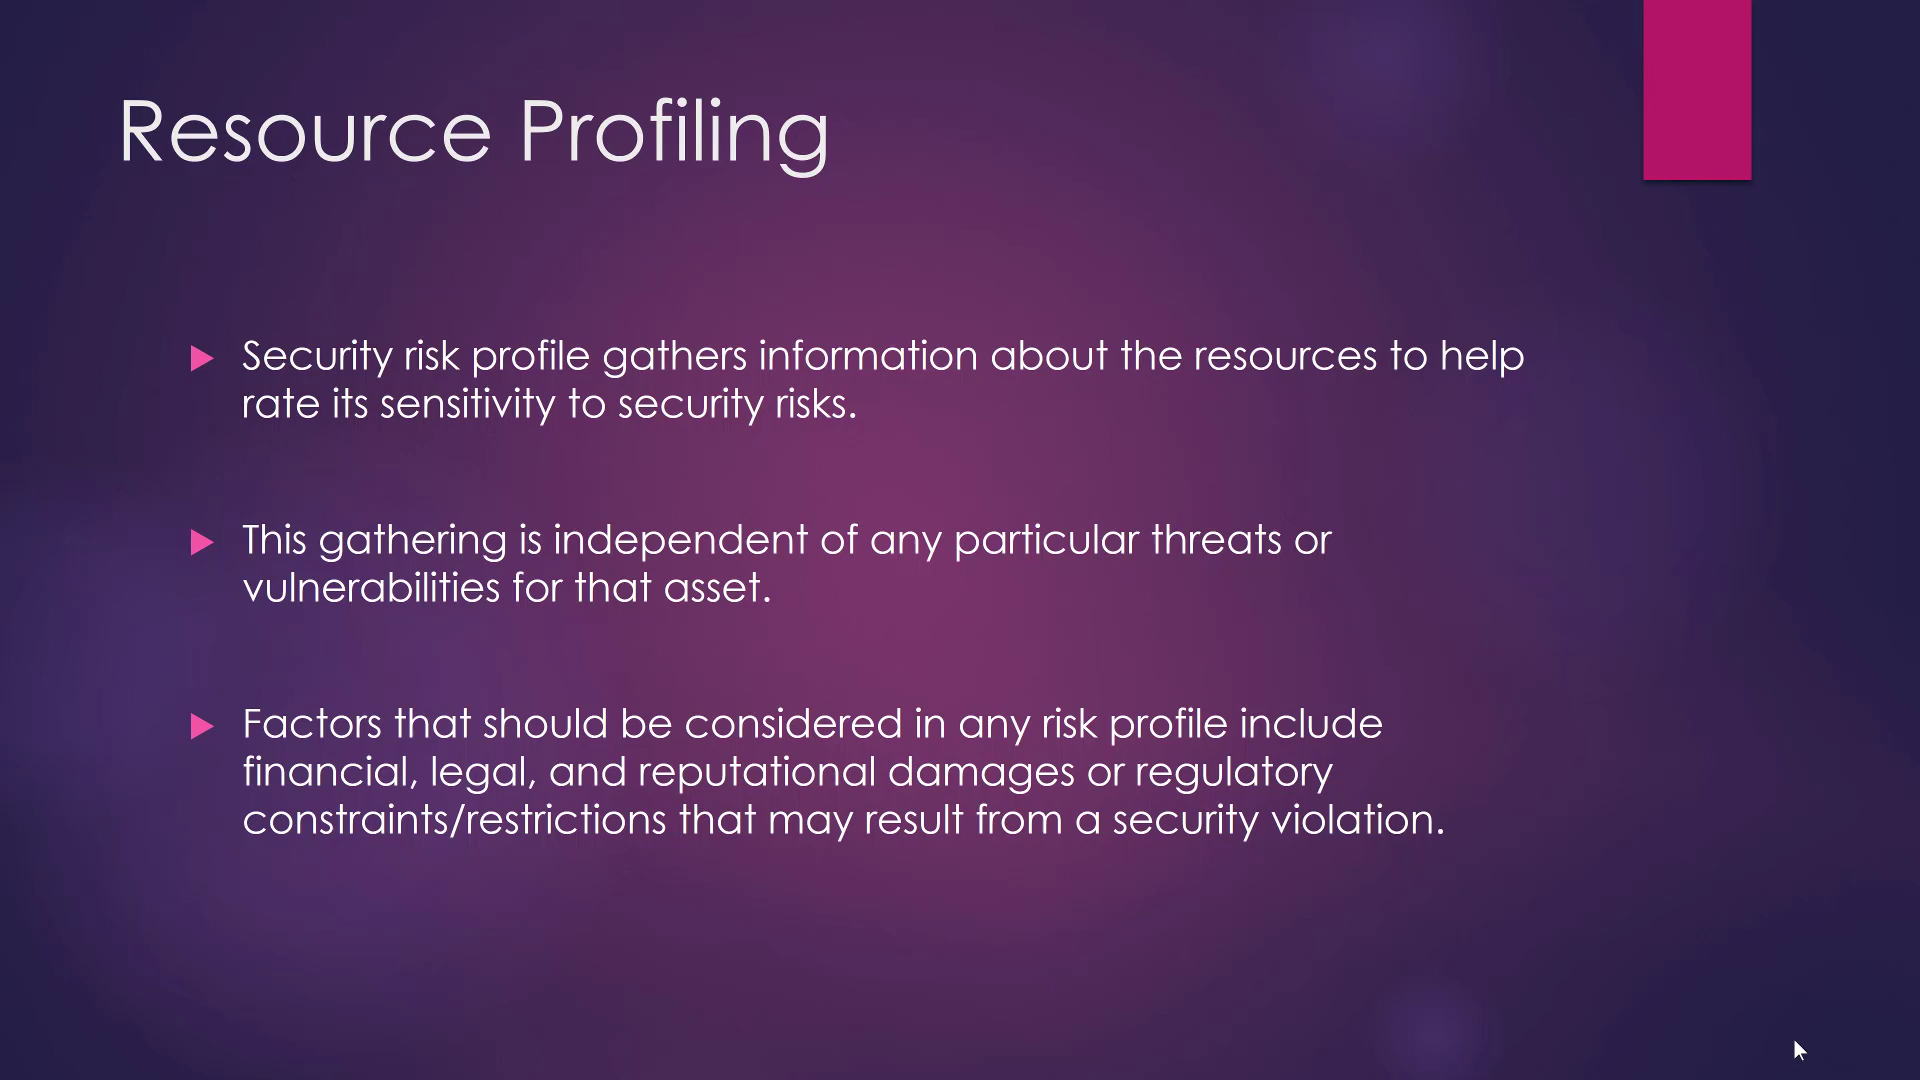 Resource Profiling
Security risk profile gathers information about the resources to help
rate its sensitivity to security risks.
This gathering is independent of any particular threats or
vulnerabilities for that asset.
Factors that should be considered in any risk profile include
financial, legal, and reputational damages or regulatory
constraints/restrictions that may result from a security violation.